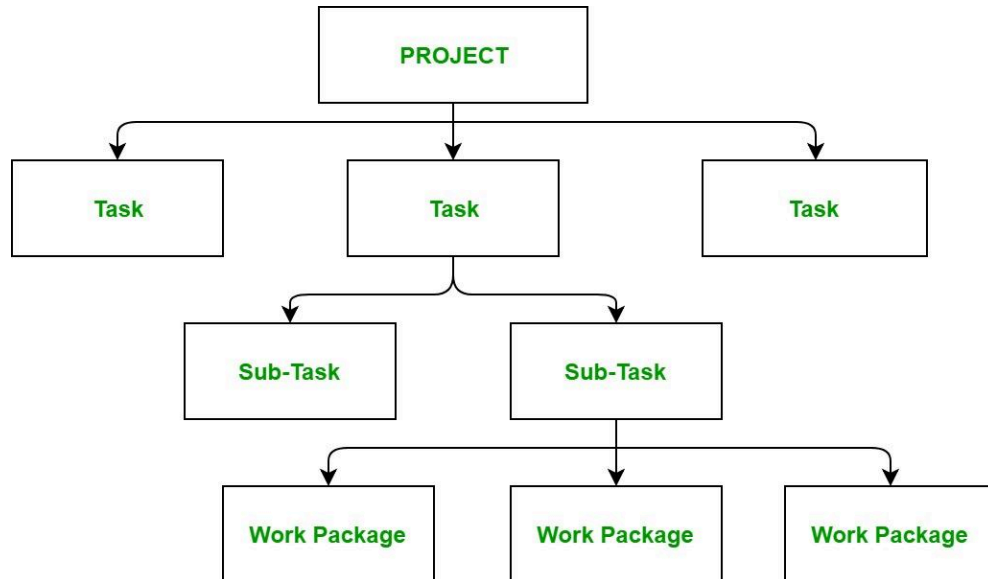 PROJECT
Task
Task
Task
Sub-Task
Sub-Task
Work Package
Work Package
Work Package